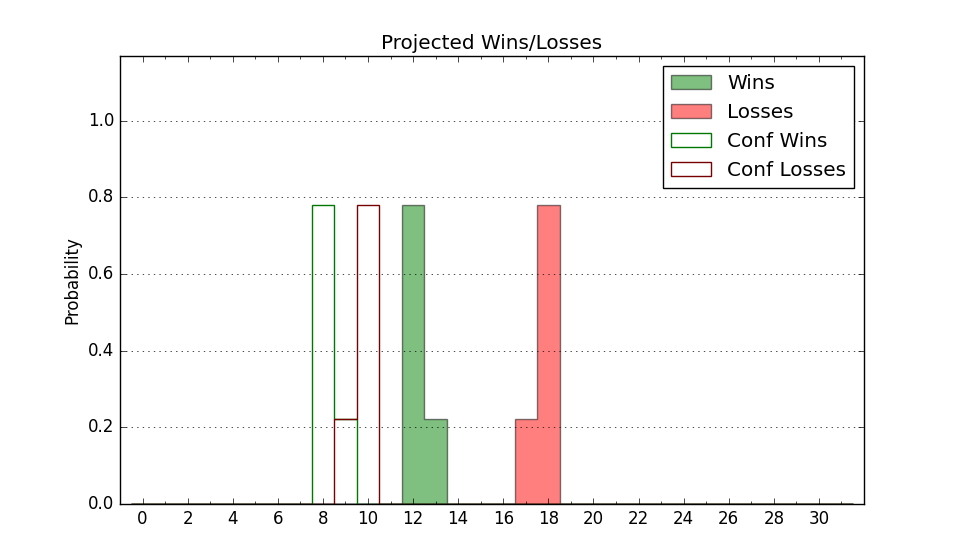 Projected Wins/Losses
Wins
Losses
Conf Wins
Conf Losses
Probability
1.0
0.8
0.6
0.4
0.2
0.0
0 2 4 6 8 10 12 14 16 18 20 22 24 26 28 30